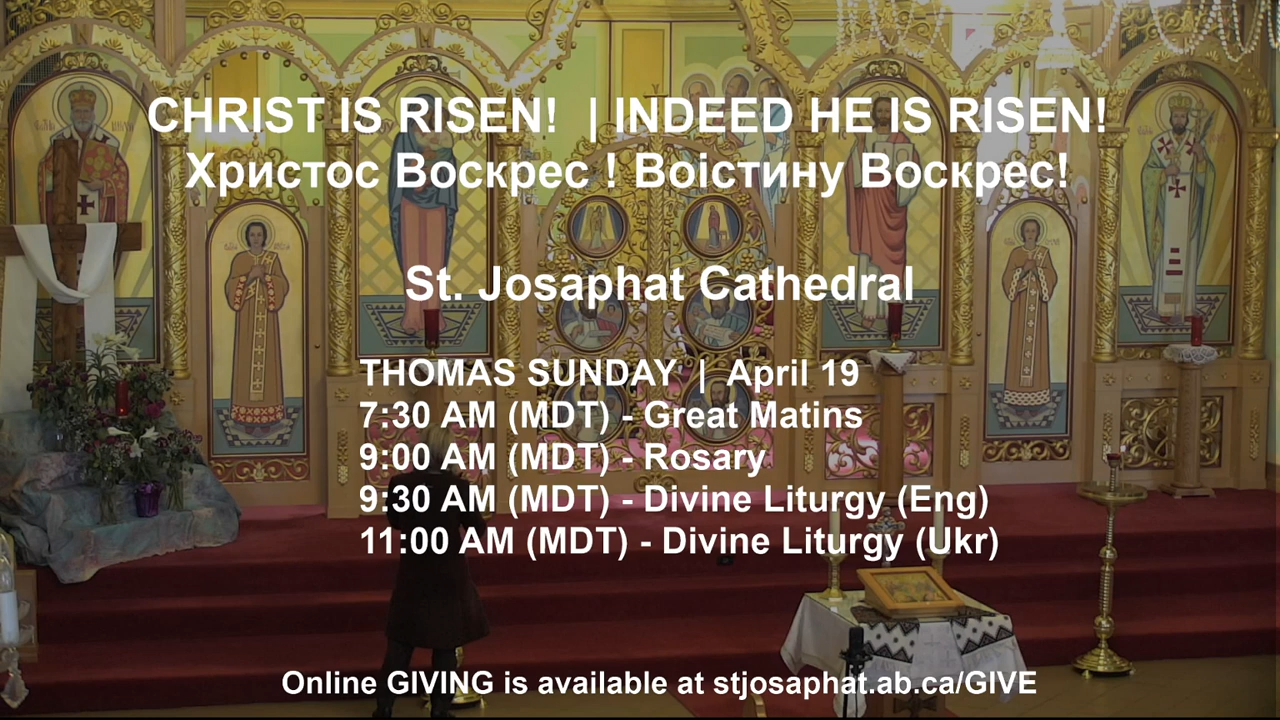 CHRIST IS RISEN! | INDEED HE IS RISEN!
Христос Воскрес ! Воістину Воскрес!
St. Josaphat Cathedral
THOMAS SUNDAY | April 19
7:30 AM (MDT) - Great Matins
9:00 AM (MDT) - Rosary
9:30 AM (MDT) - Divine Liturgy (Eng)
11:00 AM (MDT) - Divine Liturgy (Ukr)
Online GIVING is available at stjosaphat.ab.ca/GIVE